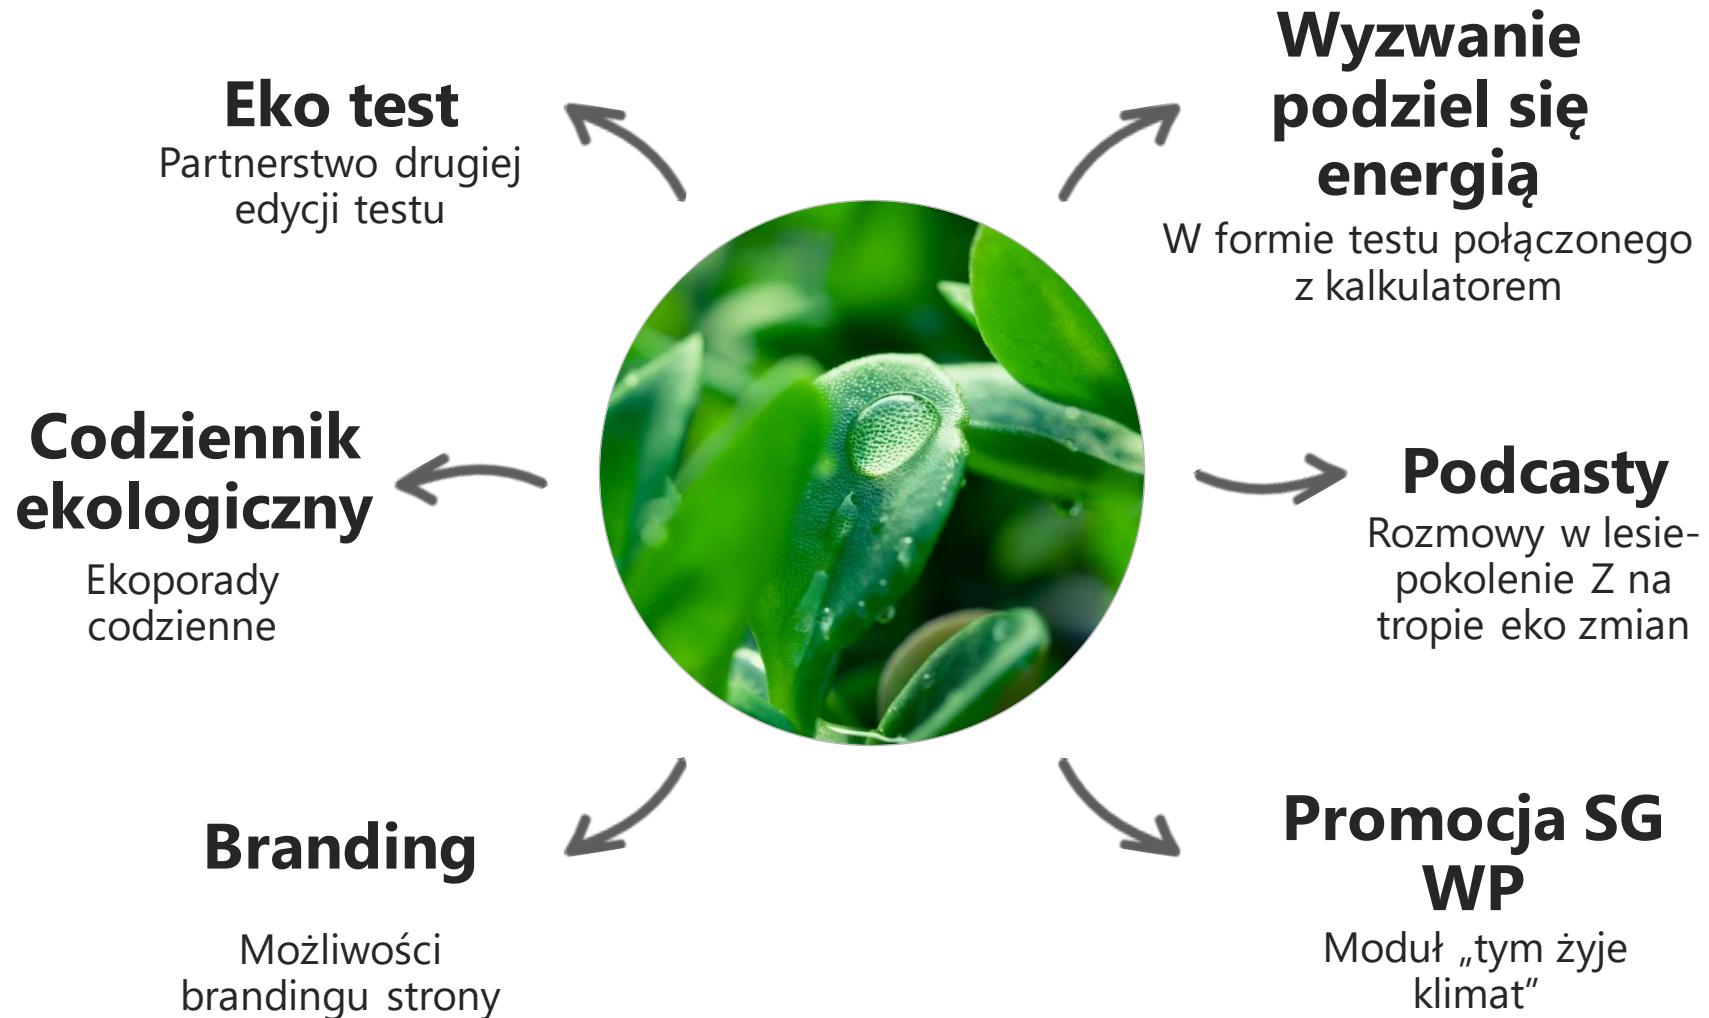 Eko test
Partnerstwo drugiej
edycji testu
Wyzwanie
podziel się
energią
W formie testu połączonego
z kalkulatorem
Codziennik
ekologiczny
Ekoporady
codzienne
Podcasty
Rozmowy w lesie-
pokolenie Z na
tropie eko zmian
Branding
Możliwości
brandingu strony
Promocja SG
WP
Moduł „tym żyje
klimat”